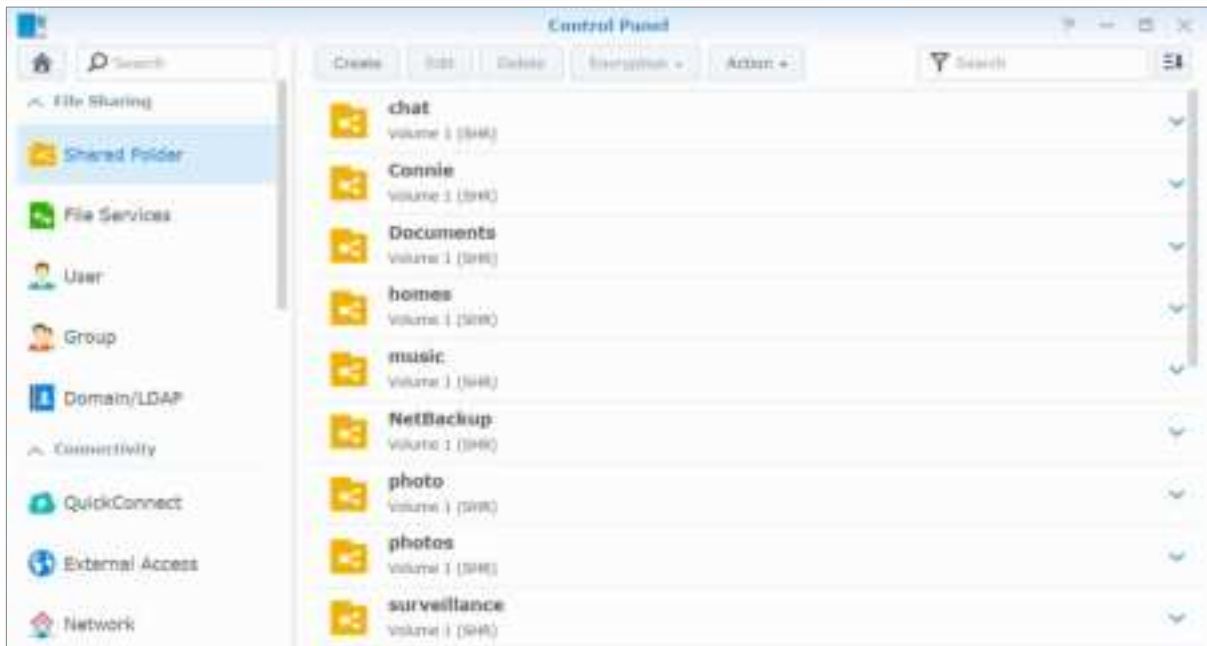 Control Panel
Search
Create Edit Delete Encryption Action
Search
File Sharing
Shared Folder
File Services
User
Group
Domain/LDAP
Connectivity
QuickConnect
External Access
Network
chat
Volume 1 (SHR)
Connie
Volume 1 (SHR)
Documents
Volume 1 (SHR)
homes
Volume 1 (SHR)
music
Volume 1 (SHR)
NetBackup
Volume 1 (SHR)
photo
Volume 1 (SHR)
photos
Volume 1 (SHR)
surveillance
Volume 1 (SHR)